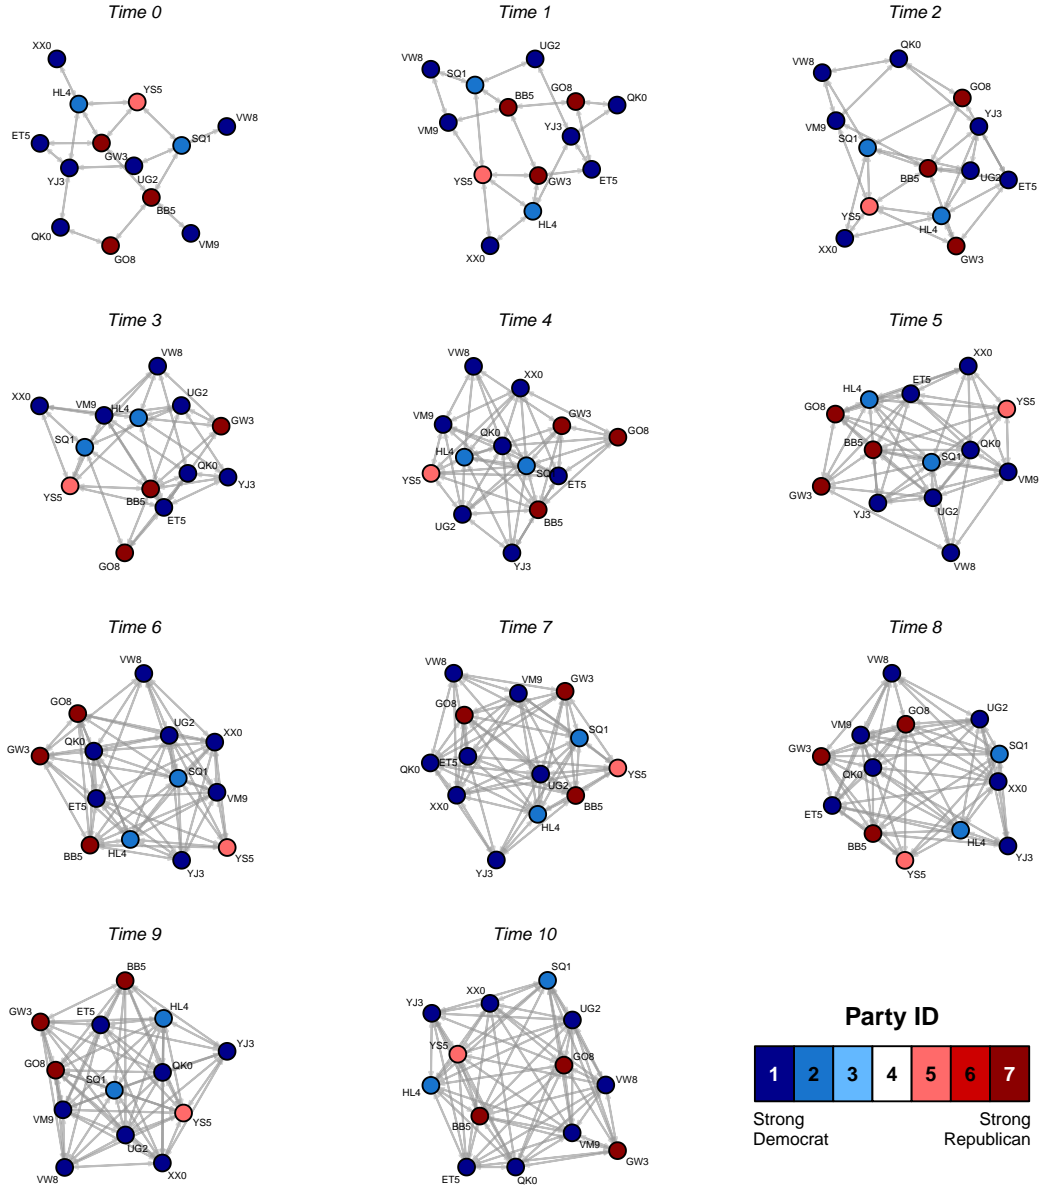 Time 0
XX0
HL4
YS5
VW8
ET5
GW3
SQ1
YJ3
UG2
BB5
QK0
VM9
GO8
Time 1
UG2
VW8
SQ1
BB5
GO8
QK0
VM9
YJ3
YS5
GW3
ET5
HL4
XX0
Time 2
QK0
VW8
GO8
YJ3
VM9
SQ1
BB5
UG2
ET5
YS5
HL4
XX0
GW3
Time 3
VW8
XX0
VM9
HL4
UG2
GW3
SQ1
QK0
YS5
BB5
YJ3
ET5
GO8
Time 4
VW8
XX0
VM9
GW3
GO8
QK0
HL4
YS5
SQ1
ET5
UG2
BB5
YJ3
Time 5
XX0
ET5
HL4
YS5
GO8
BB5
QK0
SQ1
VM9
GW3
YJ3
UG2
VW8
Time 6
VW8
GO8
UG2
XX0
GW3
QK0
SQ1
ET5
VM9
BB5
HL4
YS5
YJ3
Time 7
VW8
VM9
GW3
GO8
SQ1
QK0
ET5
YS5
UG2
XX0
BB5
HL4
YJ3
Time 8
VW8
GO8
UG2
VM9
GW3
SQ1
QK0
XX0
ET5
BB5
HL4
YJ3
YS5
Time 9
BB5
GW3
ET5
HL4
YJ3
GO8
SQ1
QK0
VM9
YS5
UG2
VW8
XX0
Time 10
SQ1
XX0
YJ3
UG2
YS5
GO8
HL4
VW8
BB5
VM9
GW3
ET5
QK0
Party ID
1 2 3 4 5 6 7
Strong Strong
Democrat Republican